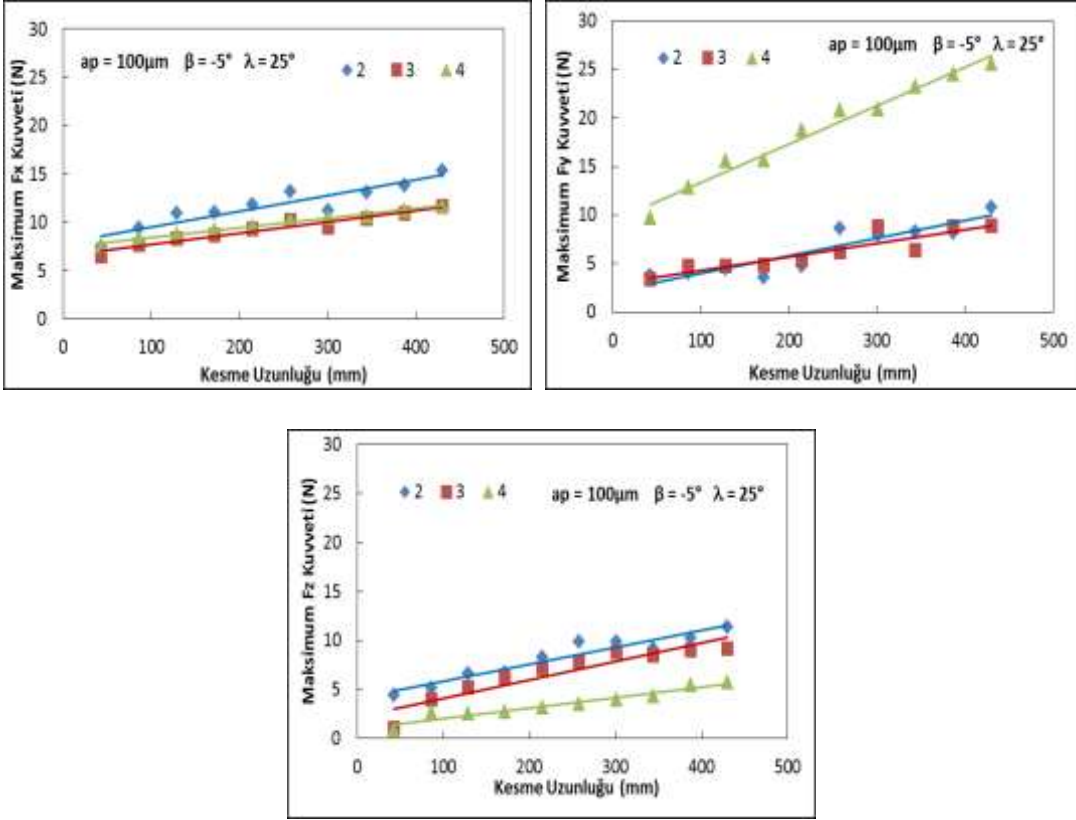 Maksimum Fx Kuvveti (N)
30
25
20
15
10
5
0
ap = 100µm β = -5° λ = 25°
2 3 4
0 100 200 300 400 500
Kesme Uzunluğu (mm)
Maksimum Fy Kuvveti (N)
30
25
20
15
10
5
0
ap = 100µm β = -5° λ = 25°
2 3 4
0 100 200 300 400 500
Kesme Uzunluğu (mm)
Maksimum Fz Kuvveti (N)
30
25
20
15
10
5
0
2 3 4 ap = 100µm β = -5° λ = 25°
0 100 200 300 400 500
Kesme Uzunluğu (mm)